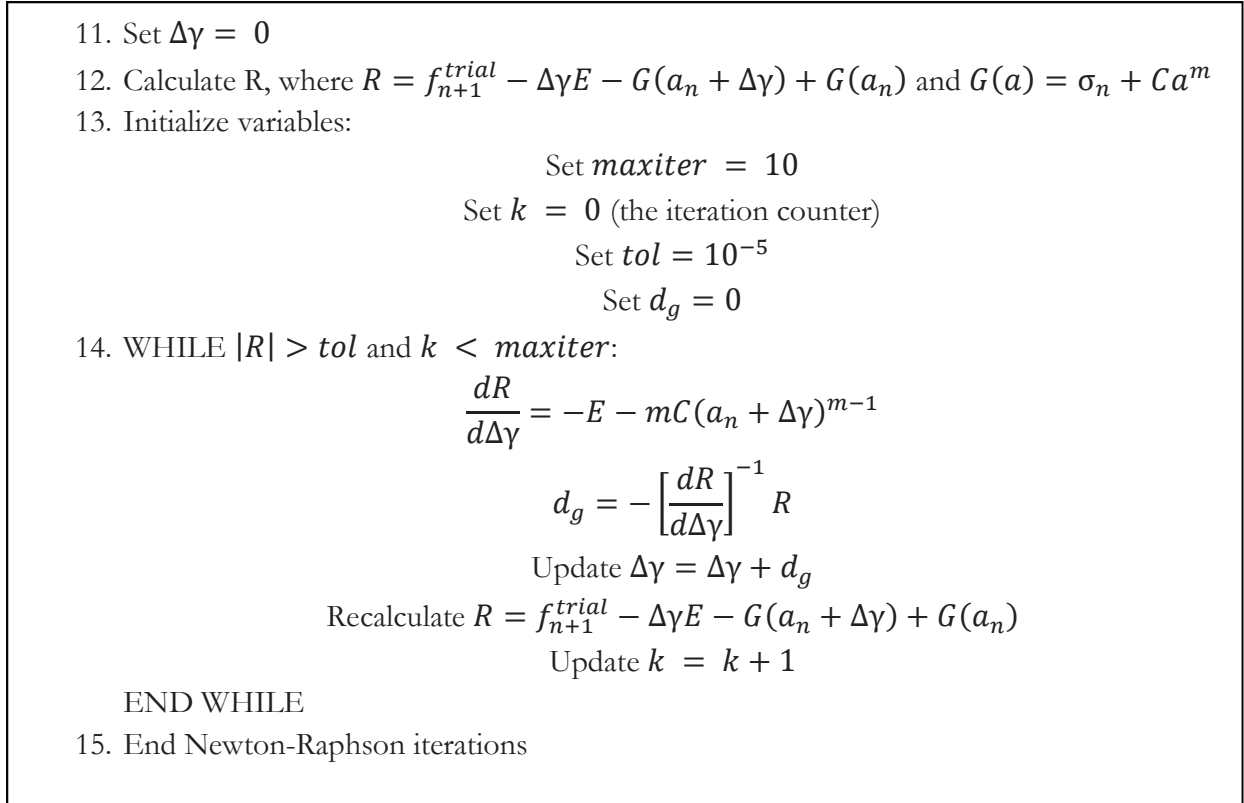 11. Set Δγ = 0
12. Calculate R, where R = f_{n+1}^{trial} − ΔγE − G(a_n + Δγ) + G(a_n) and G(a) = σ_n + Ca^m
13. Initialize variables:
Set maxiter = 10
Set k = 0 (the iteration counter)
Set tol = 10^{−5}
Set d_g = 0
14. WHILE |R| > tol and k < maxiter:
dR/dΔγ = −E − mC(a_n + Δγ)^{m−1}
d_g = −[dR/dΔγ]^{−1} R
Update Δγ = Δγ + d_g
Recalculate R = f_{n+1}^{trial} − ΔγE − G(a_n + Δγ) + G(a_n)
Update k = k + 1
END WHILE
15. End Newton-Raphson iterations